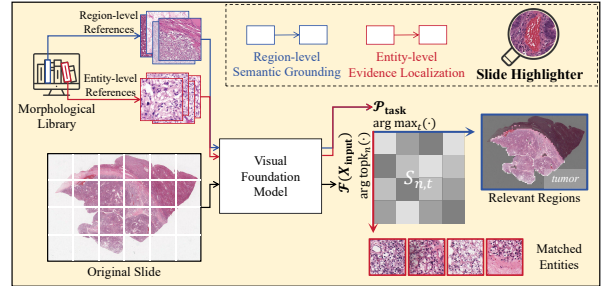 Region-level
References
Entity-level
References
Morphological
Library
Region-level
Semantic Grounding
Entity-level
Evidence Localization
Slide Highlighter
Original Slide
Visual
Foundation
Model
𝓟task
arg maxₜ(·)
𝓕(Xinput)
arg topkₙ(·)
Sₙ,ₜ
tumor
Relevant Regions
Matched
Entities